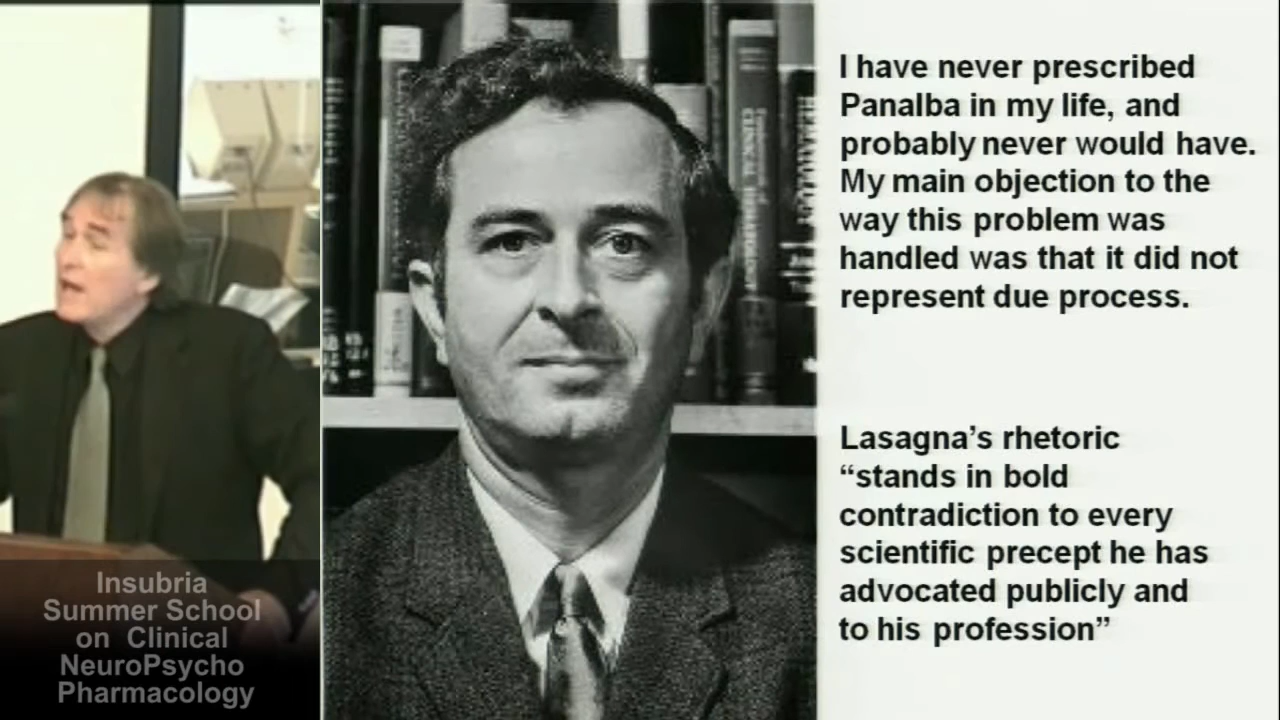 I have never prescribed
Panalba in my life, and
probably never would have.
My main objection to the
way this problem was
handled was that it did not
represent due process.
Lasagna’s rhetoric
“stands in bold
contradiction to every
scientific precept he has
advocated publicly and
to his profession”
Insubria
Summer School
on Clinical
NeuroPsycho
Pharmacology